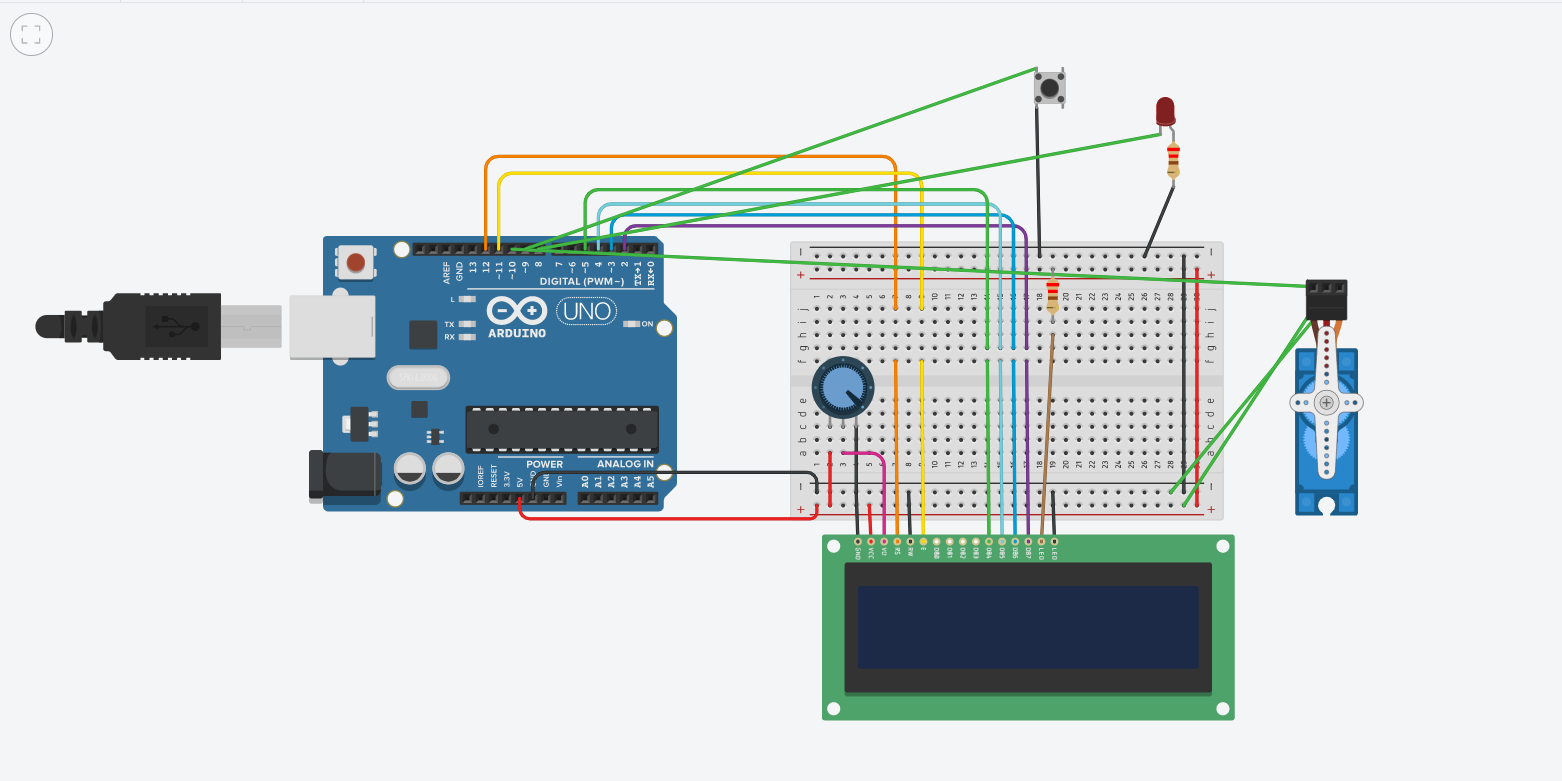 AREF
GND
13
12
~11
~10
~9
8
7
~6
~5
4
~3
2
TX→1
RX←0
DIGITAL (PWM~)
L
TX
RX
ARDUINO
UNO
ON
POWER
ANALOG IN
IOREF
RESET
3.3V
5V
GND
Vin
A0
A1
A2
A3
A4
A5
1 2 3 4 5 6 7 8 9 10 11 12 13 14 15 16 17 18 19 20 21 22 23 24 25 26 27 28 29 30
j
i
h
g
f
e
d
c
b
a
j
i
h
g
f
e
d
c
b
a
1 2 3 4 5 6 7 8 9 10 11 12 13 14 15 16 17 18 19 20 21 22 23 24 25 26 27 28 29 30
GND VCC V0 RS RW E DB0 DB1 DB2 DB3 DB4 DB5 DB6 DB7 LED LED